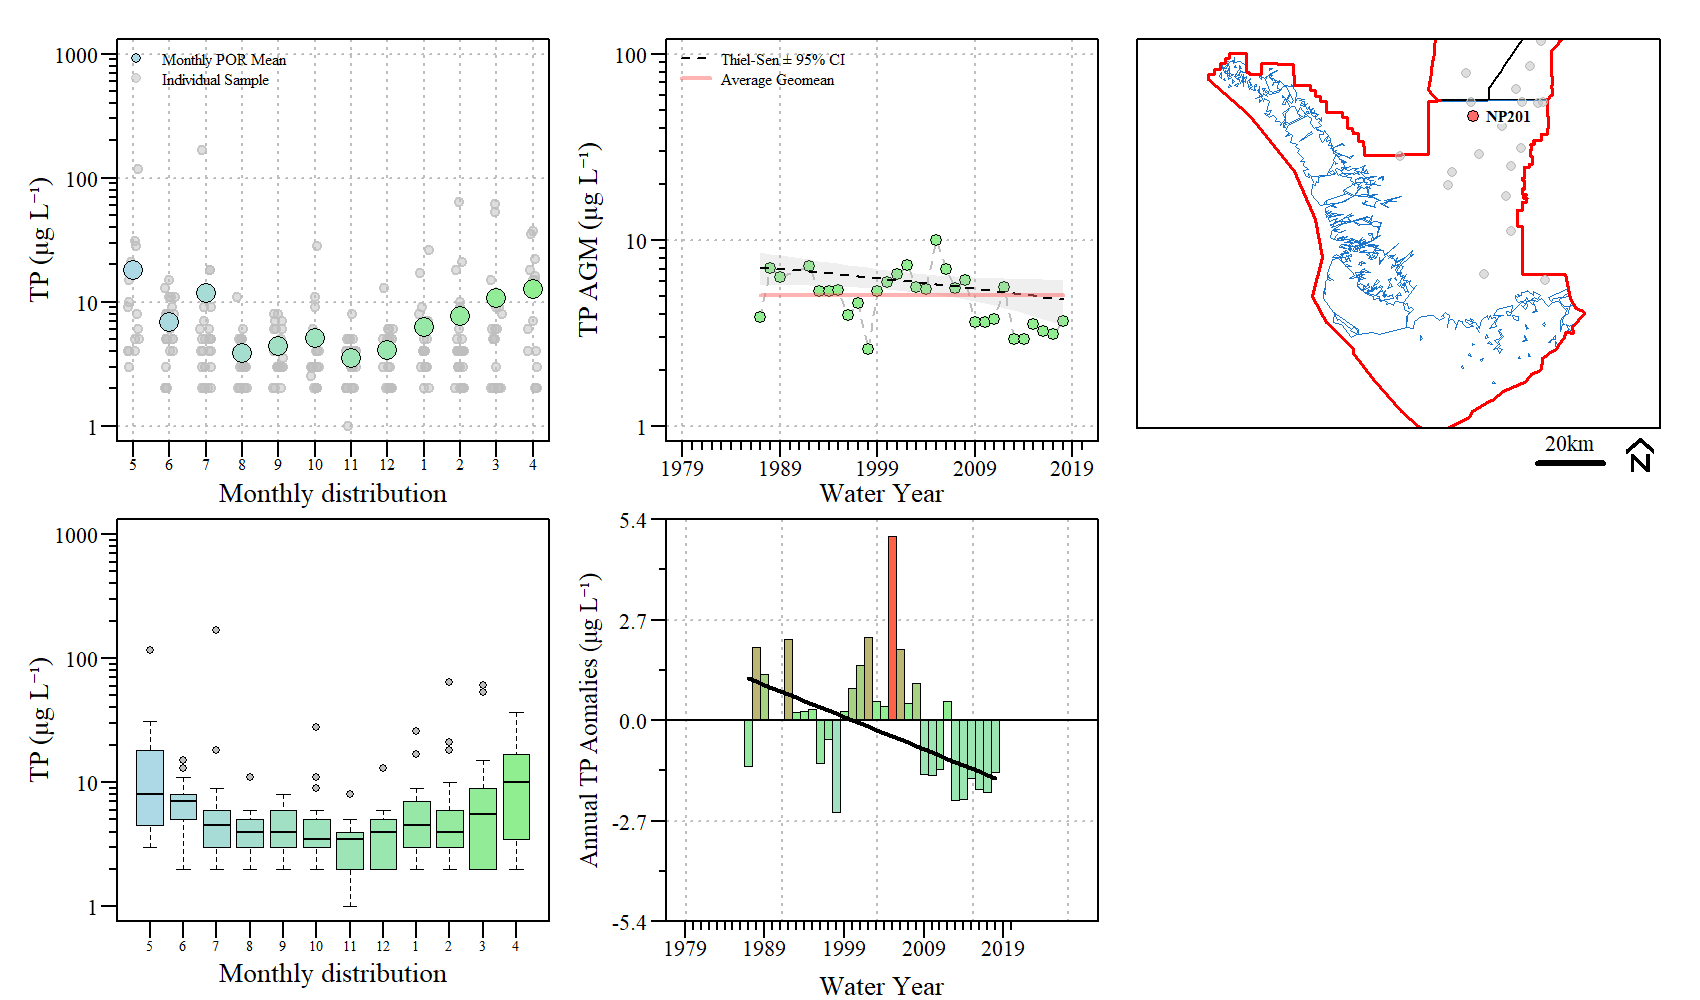 1000
100
10
1
TP (µg L⁻¹)
Monthly POR Mean
Individual Sample
5 6 7 8 9 10 11 12 1 2 3 4
Monthly distribution
100
10
1
TP AGM (µg L⁻¹)
Thiel-Sen ± 95% CI
Average Geomean
1979 1989 1999 2009 2019
Water Year
NP201
20km
N
1000
100
10
1
TP (µg L⁻¹)
5 6 7 8 9 10 11 12 1 2 3 4
Monthly distribution
5.4
2.7
0.0
-2.7
-5.4
Annual TP Aomalies (µg L⁻¹)
1979 1989 1999 2009 2019
Water Year